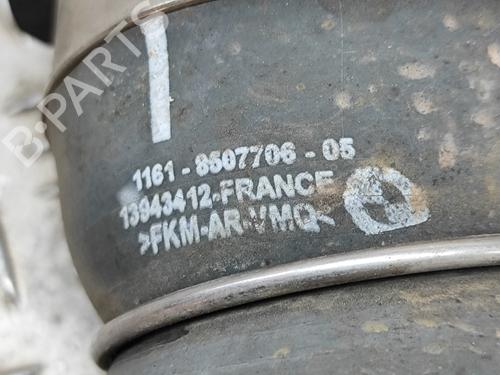 B-PARTS
1161 - 8507706 - 05
13943412-FRANCE
>FKM-AR-VMQ<